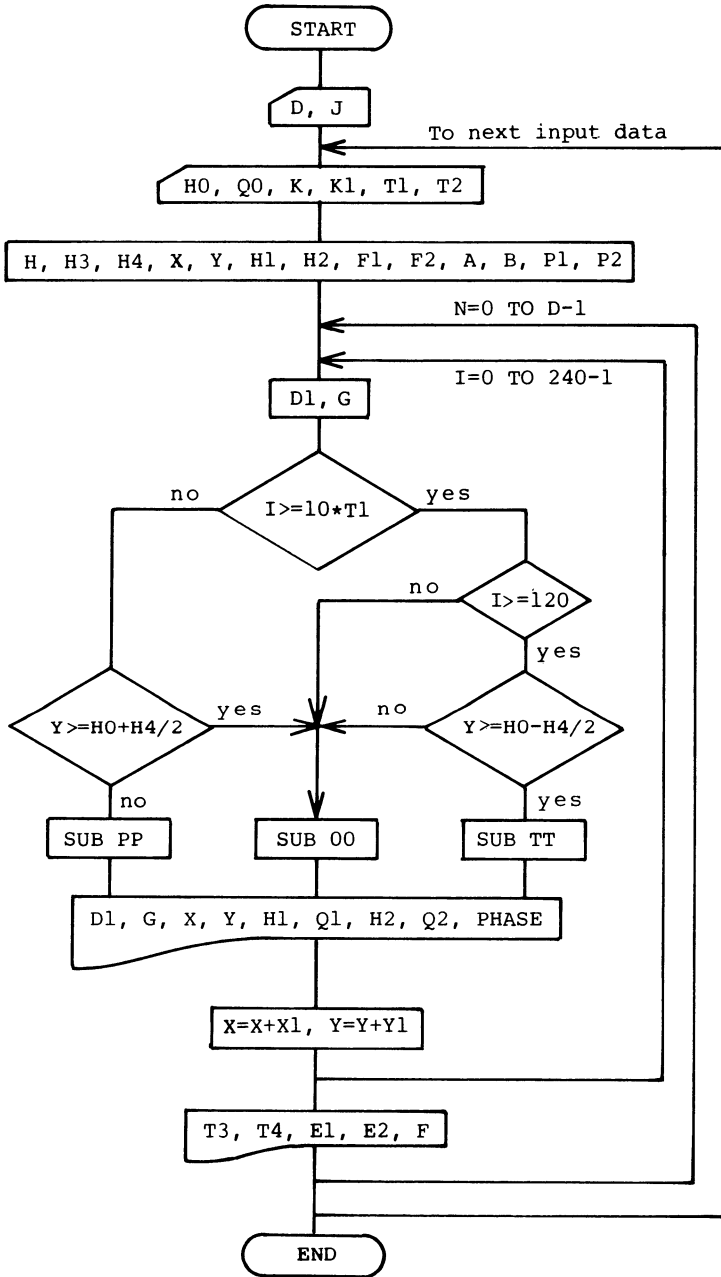 START
D, J
To next input data
H0, Q0, K, K1, T1, T2
H, H3, H4, X, Y, H1, H2, F1, F2, A, B, P1, P2
N=0 TO D-1
I=0 TO 240-1
D1, G
no
yes
I>=10*T1
no
I>=120
yes
Y>=H0+H4/2
yes
no
Y>=H0-H4/2
no
yes
SUB PP
SUB OO
SUB TT
D1, G, X, Y, H1, Q1, H2, Q2, PHASE
X=X+X1, Y=Y+Y1
T3, T4, E1, E2, F
END